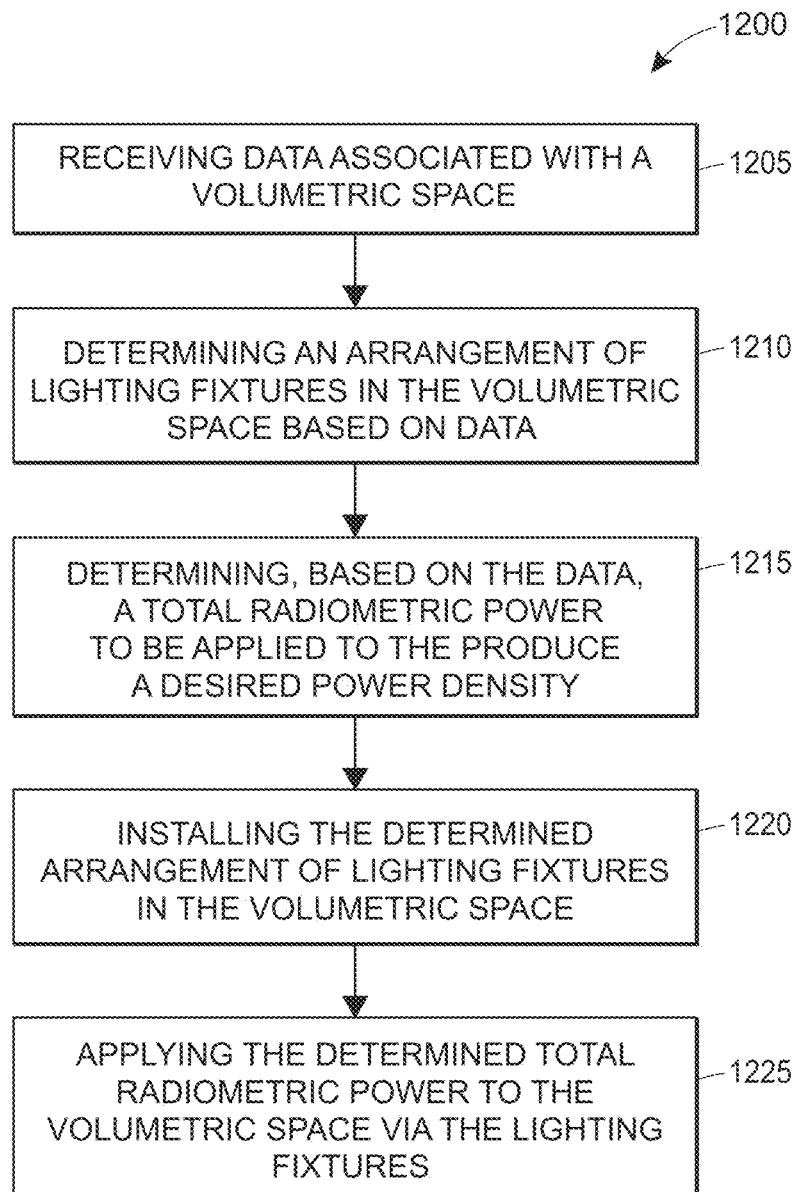 1200
RECEIVING DATA ASSOCIATED WITH A
VOLUMETRIC SPACE
1205
DETERMINING AN ARRANGEMENT OF
LIGHTING FIXTURES IN THE VOLUMETRIC
SPACE BASED ON DATA
1210
DETERMINING, BASED ON THE DATA,
A TOTAL RADIOMETRIC POWER
TO BE APPLIED TO THE PRODUCE
A DESIRED POWER DENSITY
1215
INSTALLING THE DETERMINED
ARRANGEMENT OF LIGHTING FIXTURES
IN THE VOLUMETRIC SPACE
1220
APPLYING THE DETERMINED TOTAL
RADIOMETRIC POWER TO THE
VOLUMETRIC SPACE VIA THE LIGHTING
FIXTURES
1225